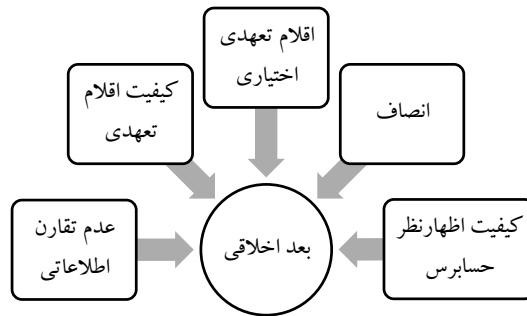 اقلام تعهدی
اختیاری
انصاف
کیفیت اقلام
تعهدی
کیفیت اظهارنظر
حسابرس
بعد اخلاقی
عدم تقارن
اطلاعاتی